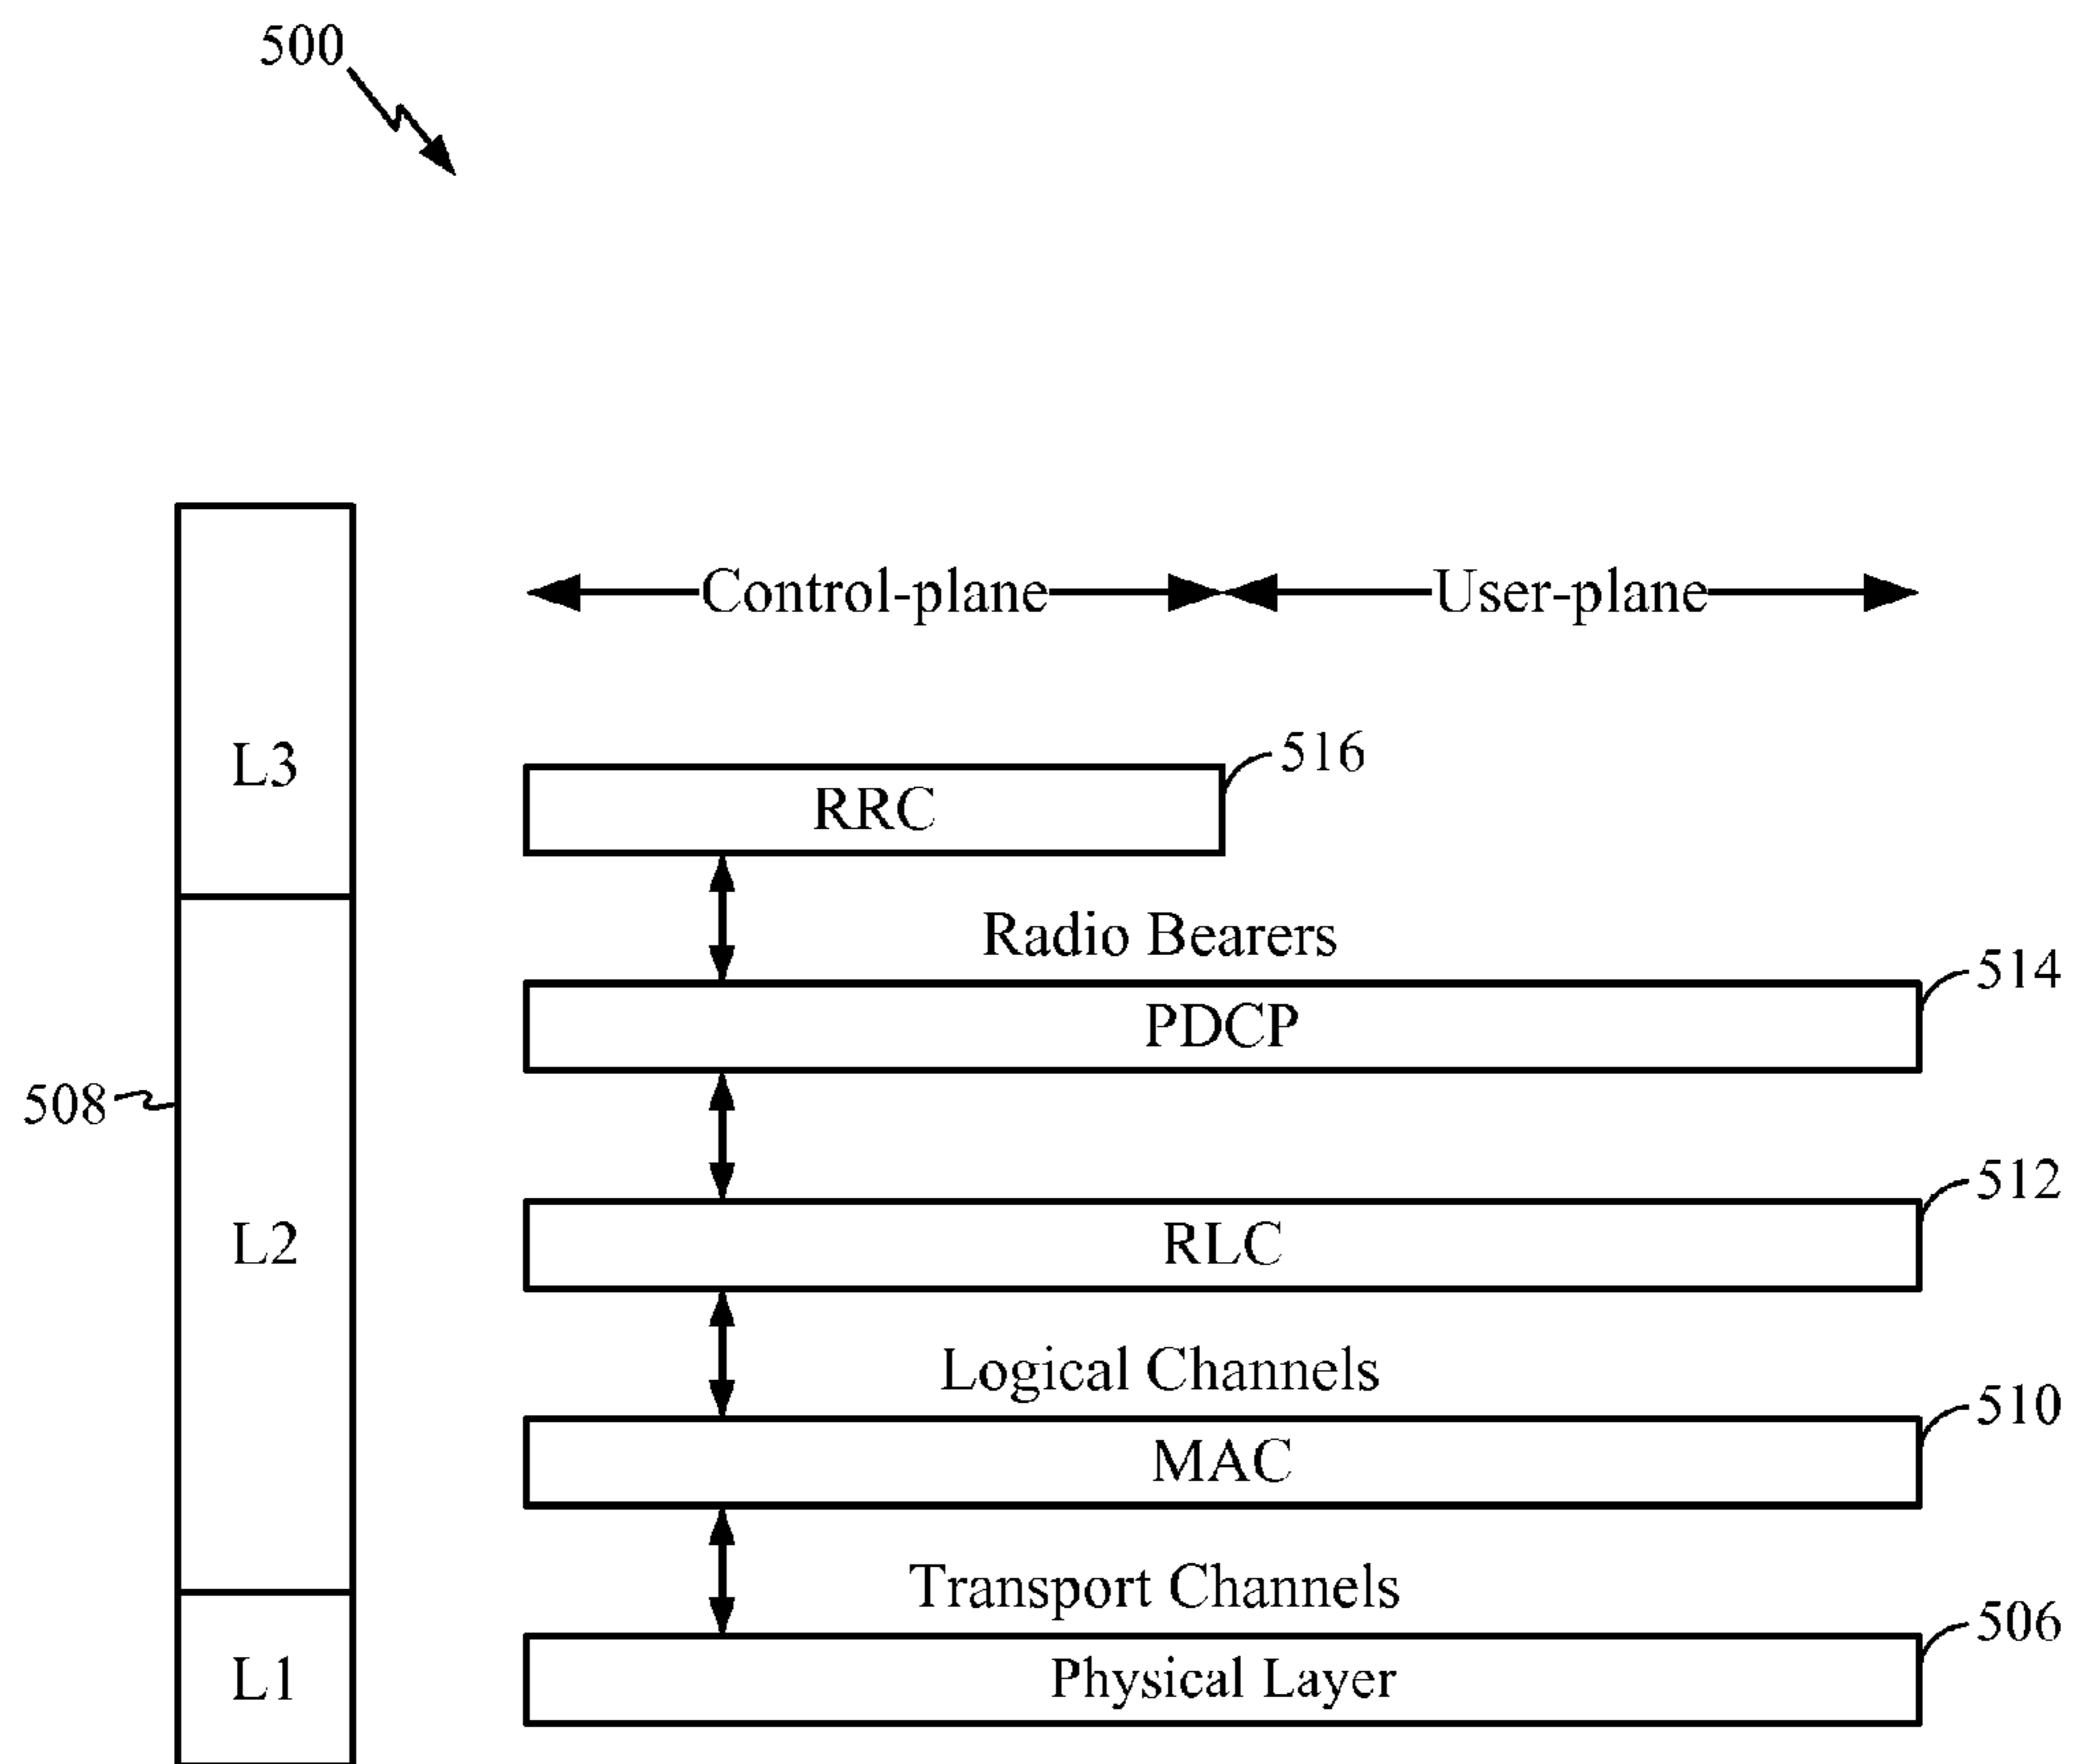 500
Control-plane
User-plane
L3
516
RRC
Radio Bearers
514
PDCP
508
512
L2
RLC
Logical Channels
510
MAC
Transport Channels
506
L1
Physical Layer